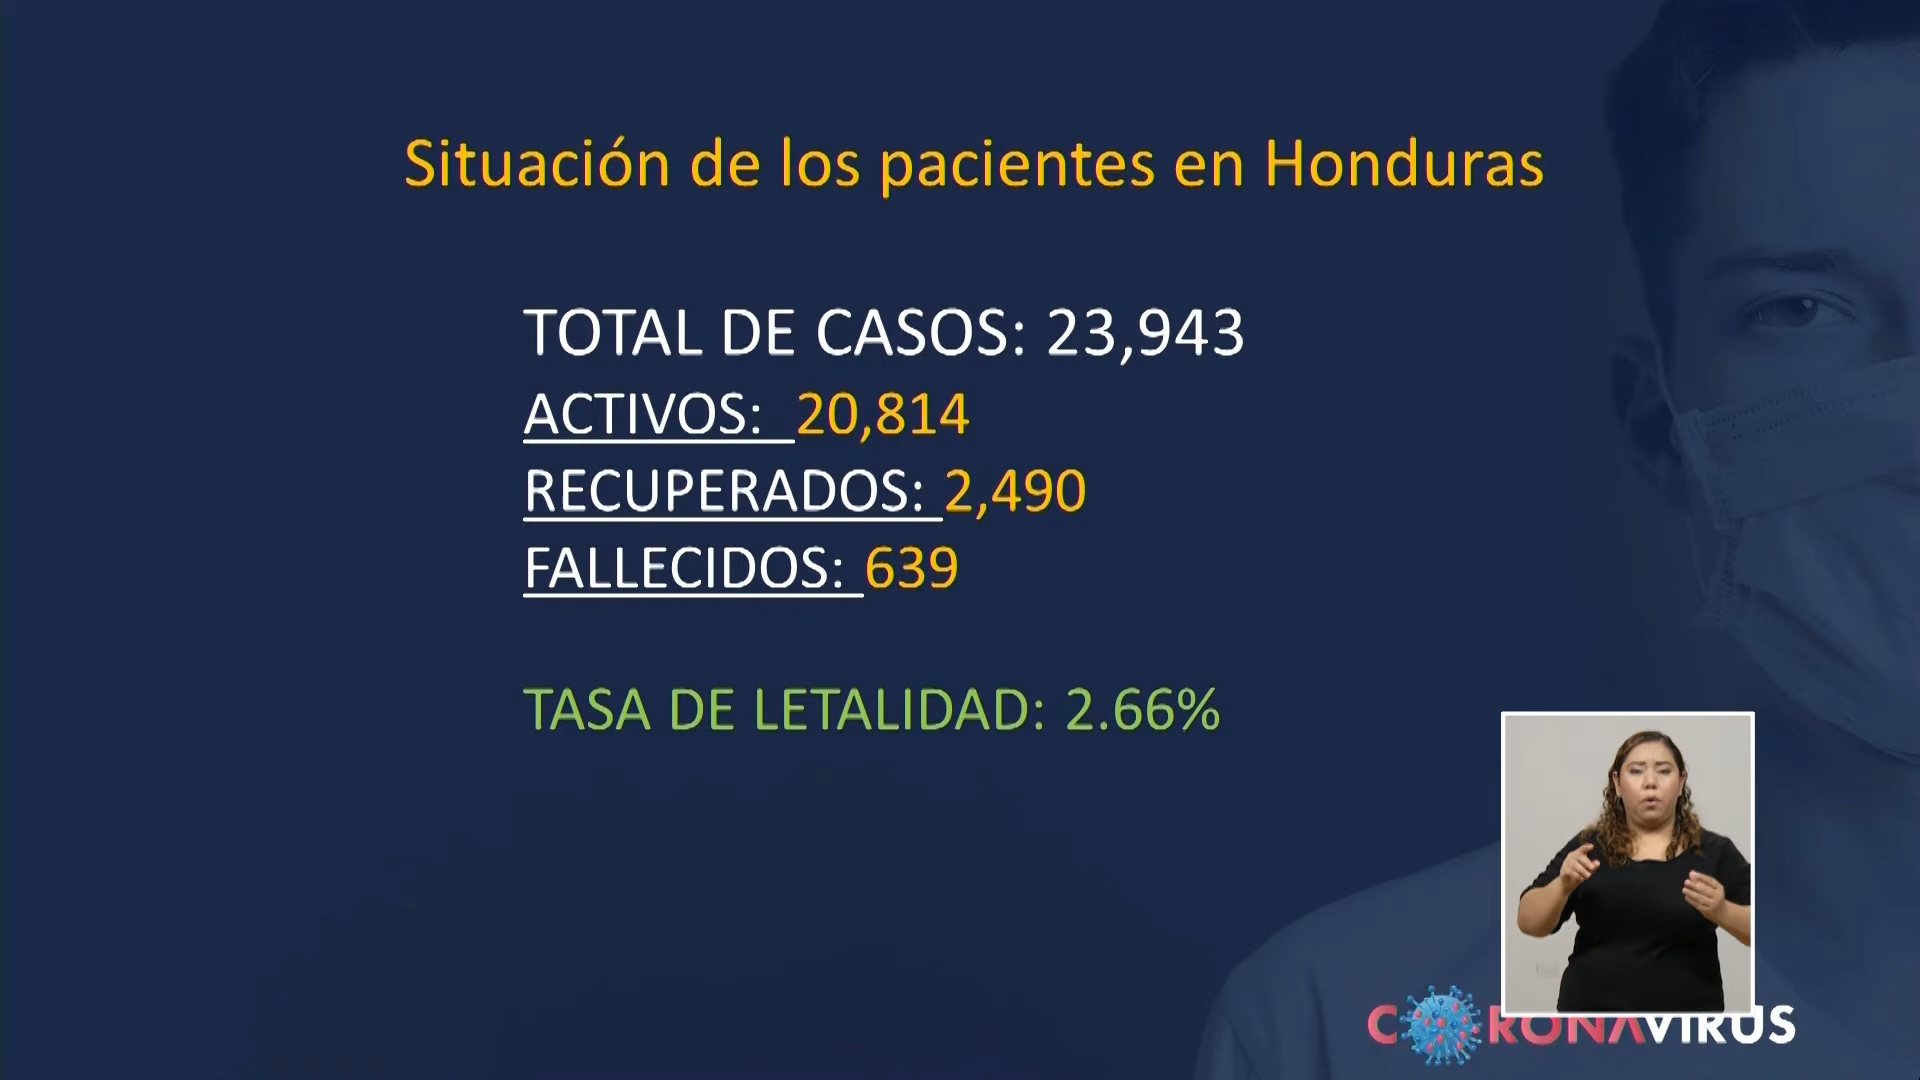 Situación de los pacientes en Honduras
TOTAL DE CASOS: 23,943
ACTIVOS: 20,814
RECUPERADOS: 2,490
FALLECIDOS: 639
TASA DE LETALIDAD: 2.66%
CORONAVIRUS